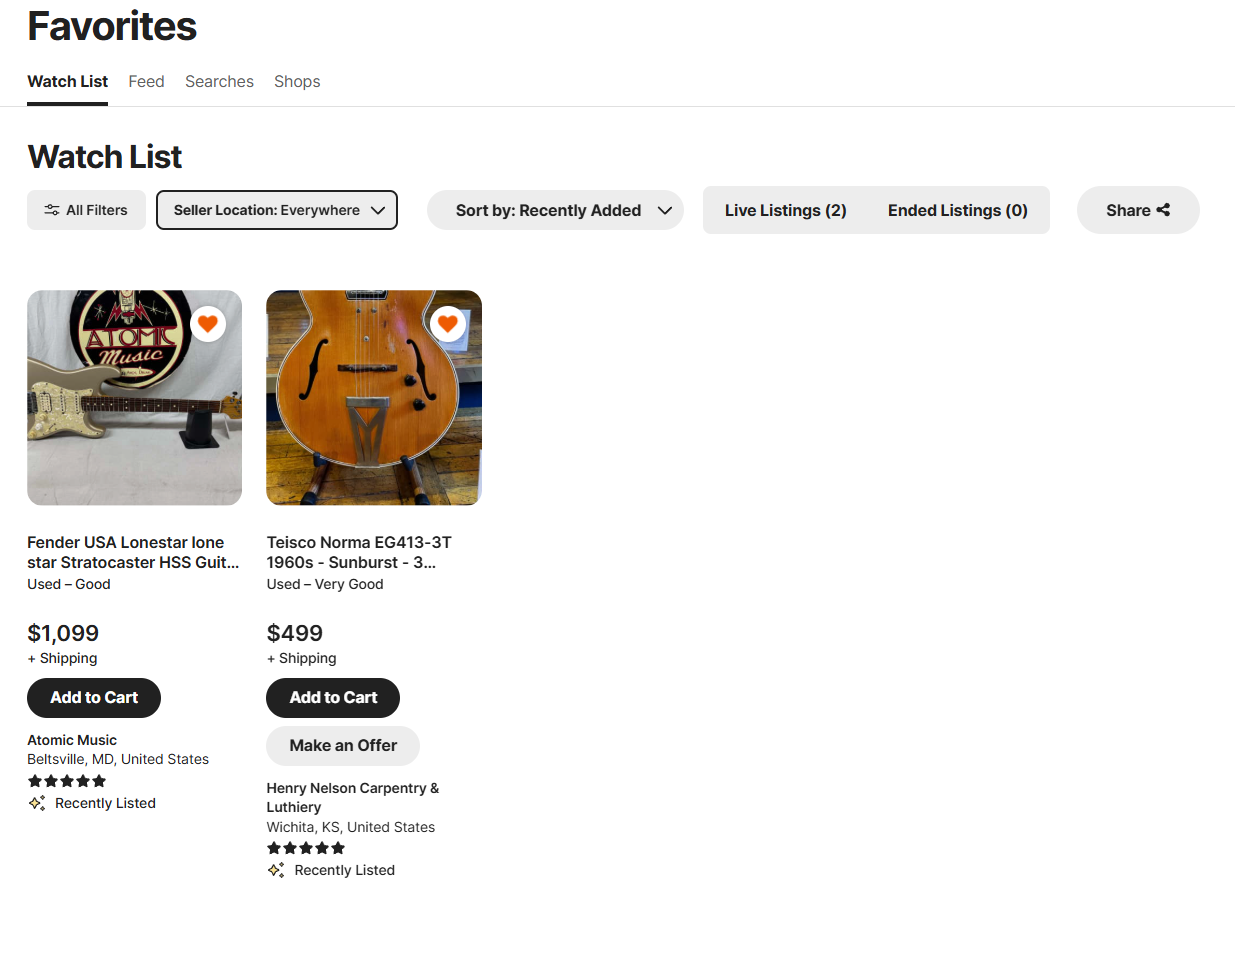 Favorites
Watch List
Feed
Searches
Shops
Watch List
All Filters
Seller Location: Everywhere
Sort by: Recently Added
Live Listings (2)
Ended Listings (0)
Share
ATOMIC
Music
Fender USA Lonestar lone
star Stratocaster HSS Guit...
Used – Good
$1,099
+ Shipping
Add to Cart
Atomic Music
Beltsville, MD, United States
Recently Listed
Teisco Norma EG413-3T
1960s - Sunburst - 3...
Used – Very Good
$499
+ Shipping
Add to Cart
Make an Offer
Henry Nelson Carpentry &
Luthiery
Wichita, KS, United States
Recently Listed